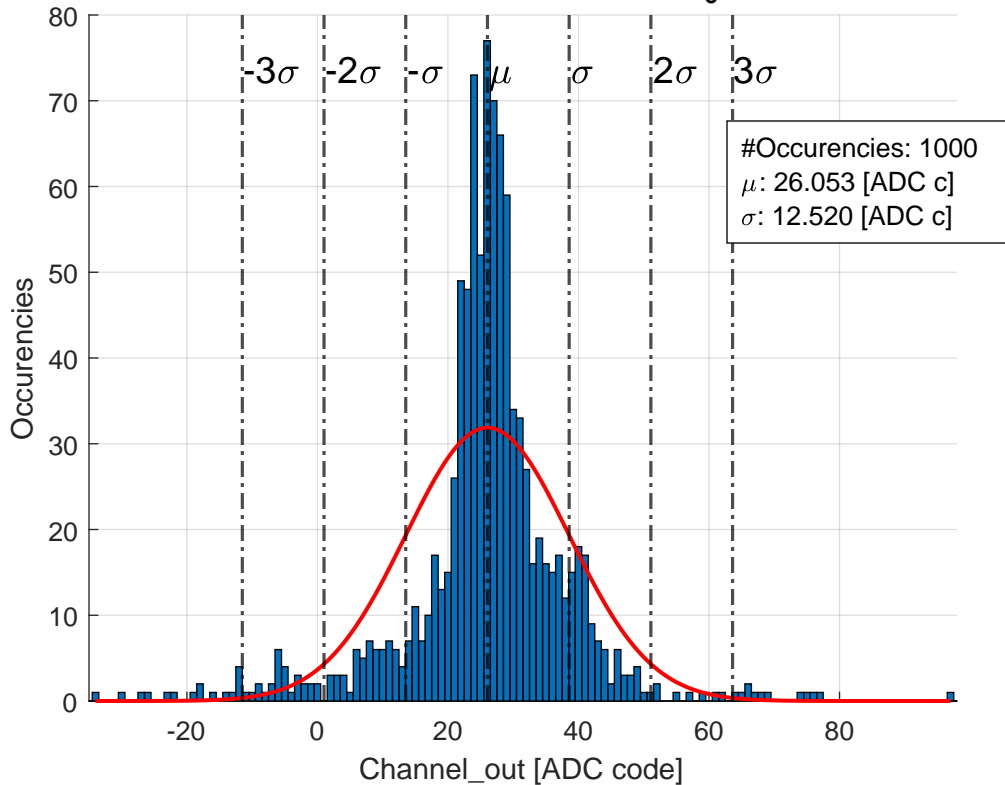 80
70
60
50
40
30
20
10
0
Occurencies
-3σ -2σ -σ μ σ 2σ 3σ
#Occurencies: 1000
μ: 26.053 [ADC c]
σ: 12.520 [ADC c]
-20 0 20 40 60 80
Channel_out [ADC code]